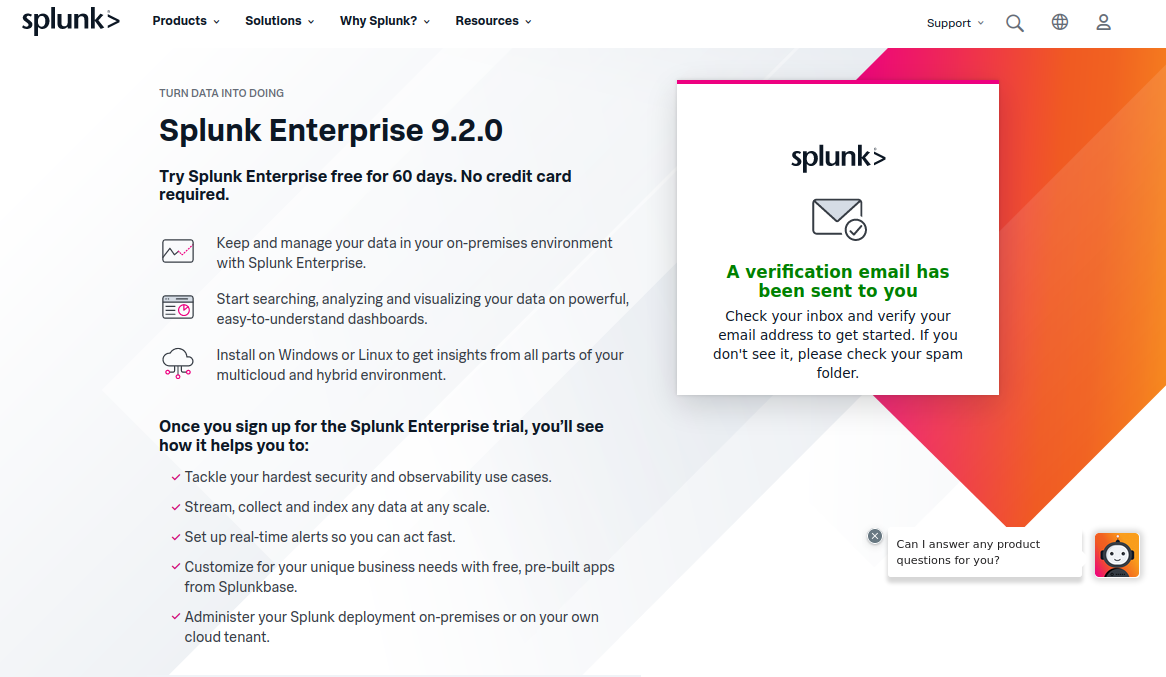 splunk>
Products
Solutions
Why Splunk?
Resources
Support
TURN DATA INTO DOING
Splunk Enterprise 9.2.0
Try Splunk Enterprise free for 60 days. No credit card
required.
Keep and manage your data in your on-premises environment
with Splunk Enterprise.
Start searching, analyzing and visualizing your data on powerful,
easy-to-understand dashboards.
Install on Windows or Linux to get insights from all parts of your
multicloud and hybrid environment.
Once you sign up for the Splunk Enterprise trial, you’ll see
how it helps you to:
Tackle your hardest security and observability use cases.
Stream, collect and index any data at any scale.
Set up real-time alerts so you can act fast.
Customize for your unique business needs with free, pre-built apps
from Splunkbase.
Administer your Splunk deployment on-premises or on your own
cloud tenant.
splunk>
A verification email has
been sent to you
Check your inbox and verify your
email address to get started. If you
don't see it, please check your spam
folder.
Can I answer any product
questions for you?